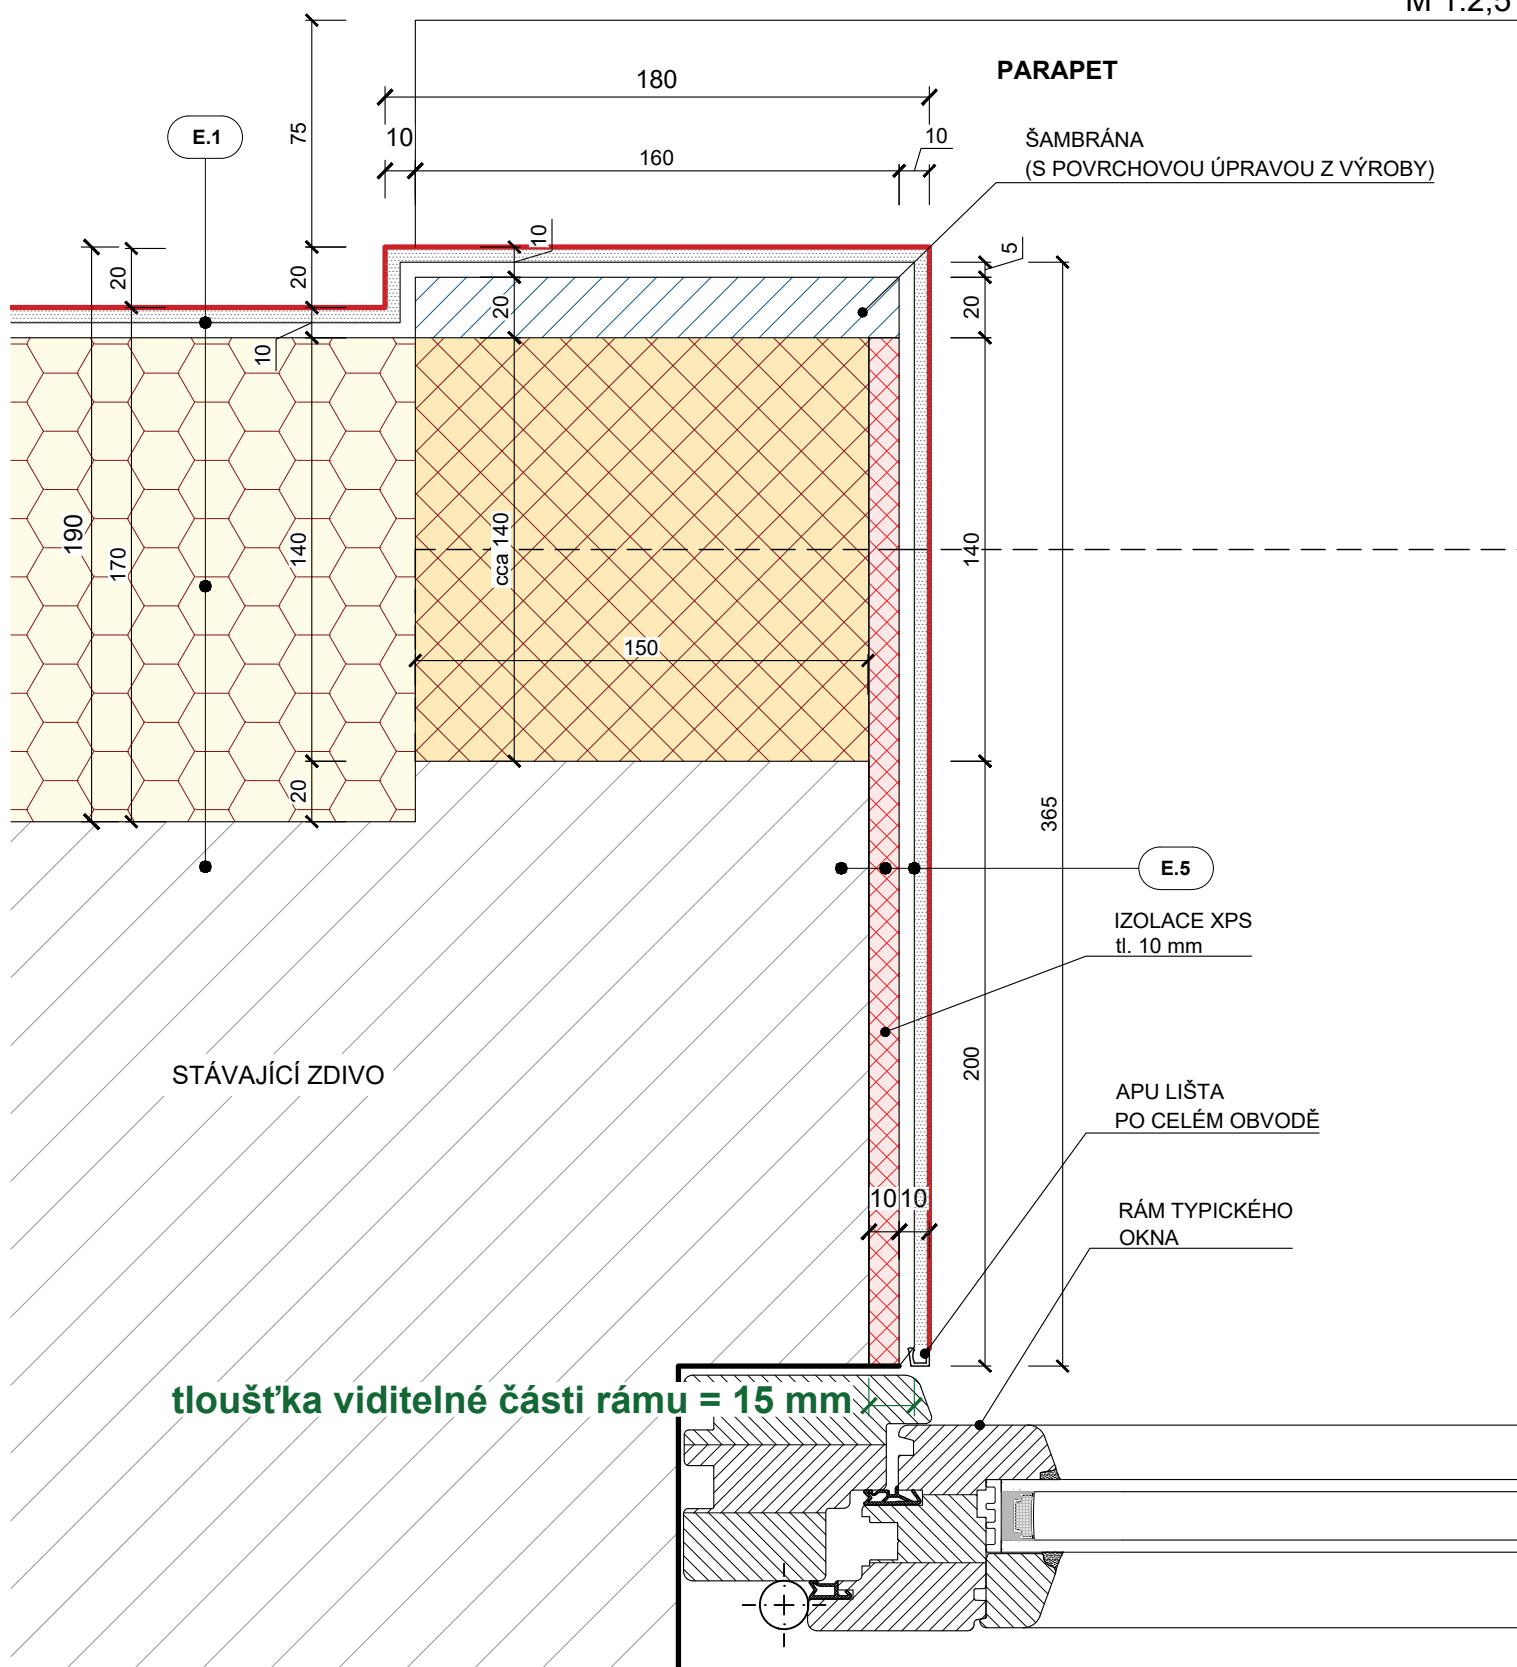 M 1:2,5
PARAPET
180
E.1
75
10
160
10
ŠAMBRÁNA
(S POVRCHOVOU ÚPRAVOU Z VÝROBY)
10
5
20
20
20
20
10
190
170
140
cca 140
140
150
20
365
E.5
IZOLACE XPS
tl. 10 mm
STÁVAJÍCÍ ZDIVO
200
APU LIŠTA
PO CELÉM OBVODĚ
10
10
RÁM TYPICKÉHO
OKNA
tloušťka viditelné části rámu = 15 mm